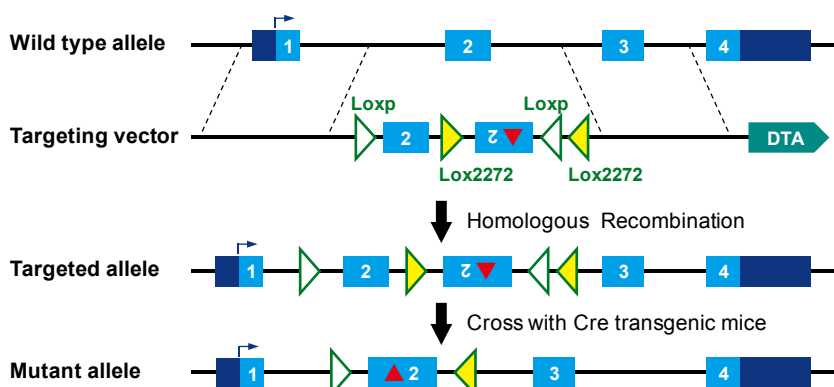 Wild type allele 1 2 3 4
Loxp Loxp
Targeting vector 2 2 DTA
Lox2272 Lox2272
Homologous Recombination
Targeted allele 1 2 2 3 4
Cross with Cre transgenic mice
Mutant allele 1 2 3 4